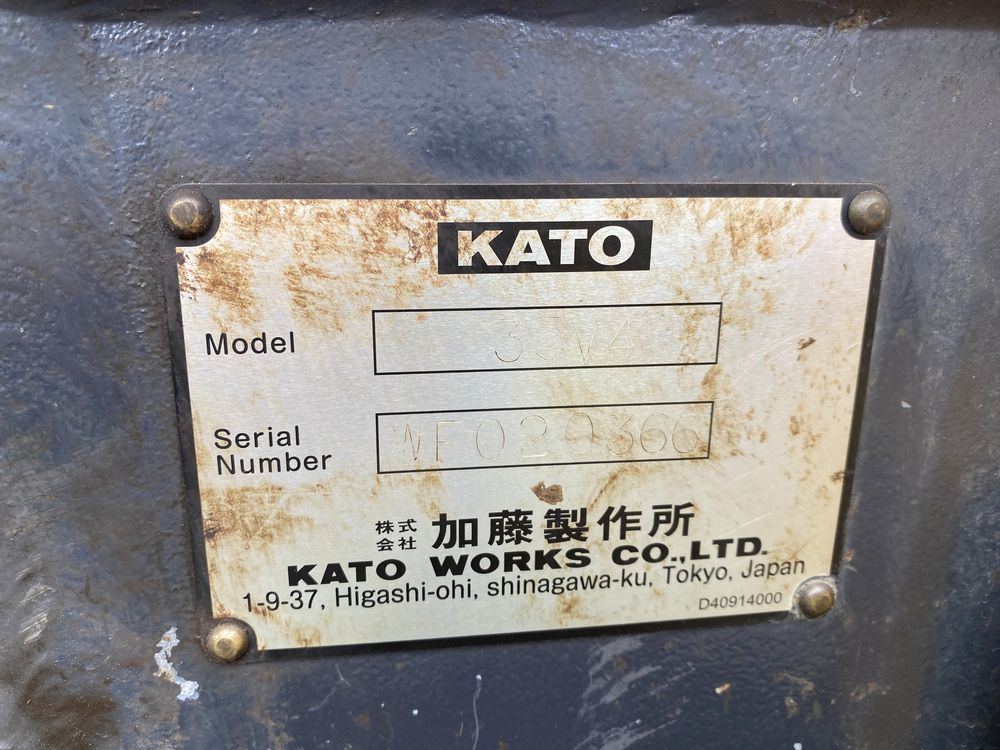 KATO
Model 35V4
Serial Number WF029366
株式会社 加藤製作所
KATO WORKS CO.,LTD.
1-9-37, Higashi-ohi, shinagawa-ku, Tokyo, Japan
D40914000